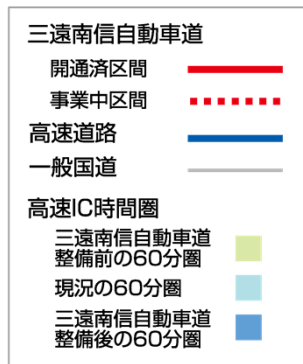 三遠南信自動車道
開通済区間
事業中区間
高速道路
一般国道
高速IC時間圏
三遠南信自動車道
整備前の60分圏
現況の60分圏
三遠南信自動車道
整備後の60分圏